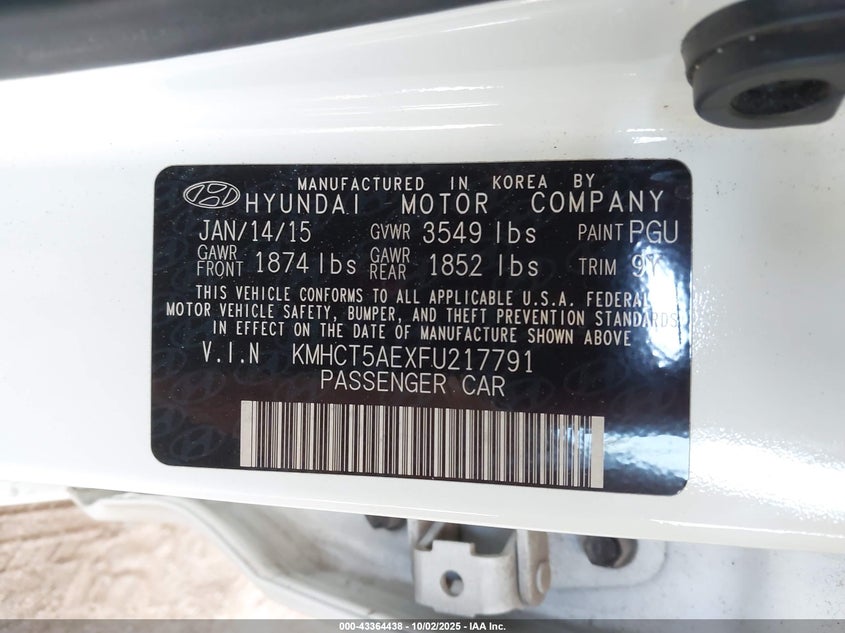 MANUFACTURED IN KOREA BY
HYUNDAI MOTOR COMPANY
JAN/14/15 GVWR 3549 lbs PAINT PGU
GAWR FRONT 1874 lbs GAWR REAR 1852 lbs TRIM 9Y
THIS VEHICLE CONFORMS TO ALL APPLICABLE U.S.A. FEDERAL
MOTOR VEHICLE SAFETY, BUMPER, AND THEFT PREVENTION STANDARDS
IN EFFECT ON THE DATE OF MANUFACTURE SHOWN ABOVE
V.I.N KMHCT5AEXFU217791
PASSENGER CAR
000-43364438 - 10/02/2025 - IAA Inc.